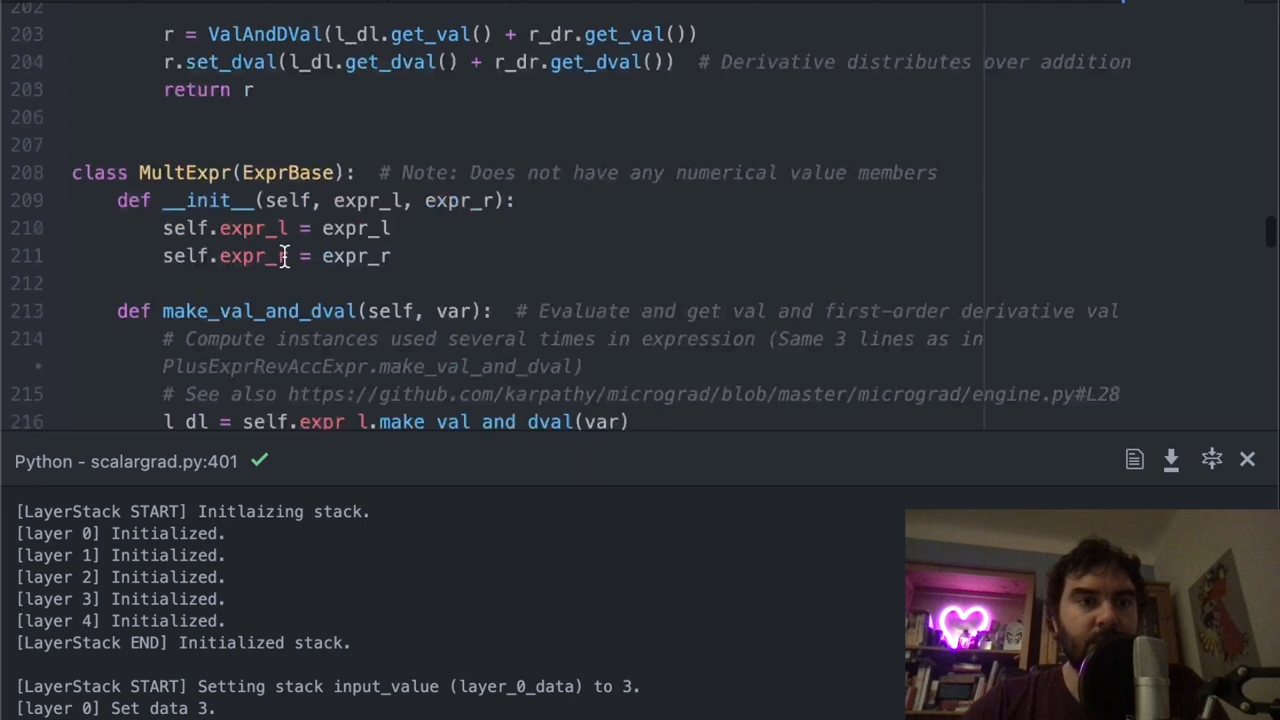 202
203 r = ValAndDVal(l_dl.get_val() + r_dr.get_val())
204 r.set_dval(l_dl.get_dval() + r_dr.get_dval())  # Derivative distributes over addition
205 return r
206
207
208 class MultExpr(ExprBase):  # Note: Does not have any numerical value members
209 def __init__(self, expr_l, expr_r):
210 self.expr_l = expr_l
211 self.expr_r = expr_r
212
213 def make_val_and_dval(self, var):  # Evaluate and get val and first-order derivative val
214 # Compute instances used several times in expression (Same 3 lines as in
• PlusExprRevAccExpr.make_val_and_dval)
215 # See also https://github.com/karpathy/micrograd/blob/master/micrograd/engine.py#L28
216 l_dl = self.expr_l.make_val_and_dval(var)
Python - scalargrad.py:401 ✓
[LayerStack START] Initlaizing stack.
[layer 0] Initialized.
[layer 1] Initialized.
[layer 2] Initialized.
[layer 3] Initialized.
[layer 4] Initialized.
[LayerStack END] Initialized stack.
[LayerStack START] Setting stack input_value (layer_0_data) to 3.
[layer 0] Set data 3.